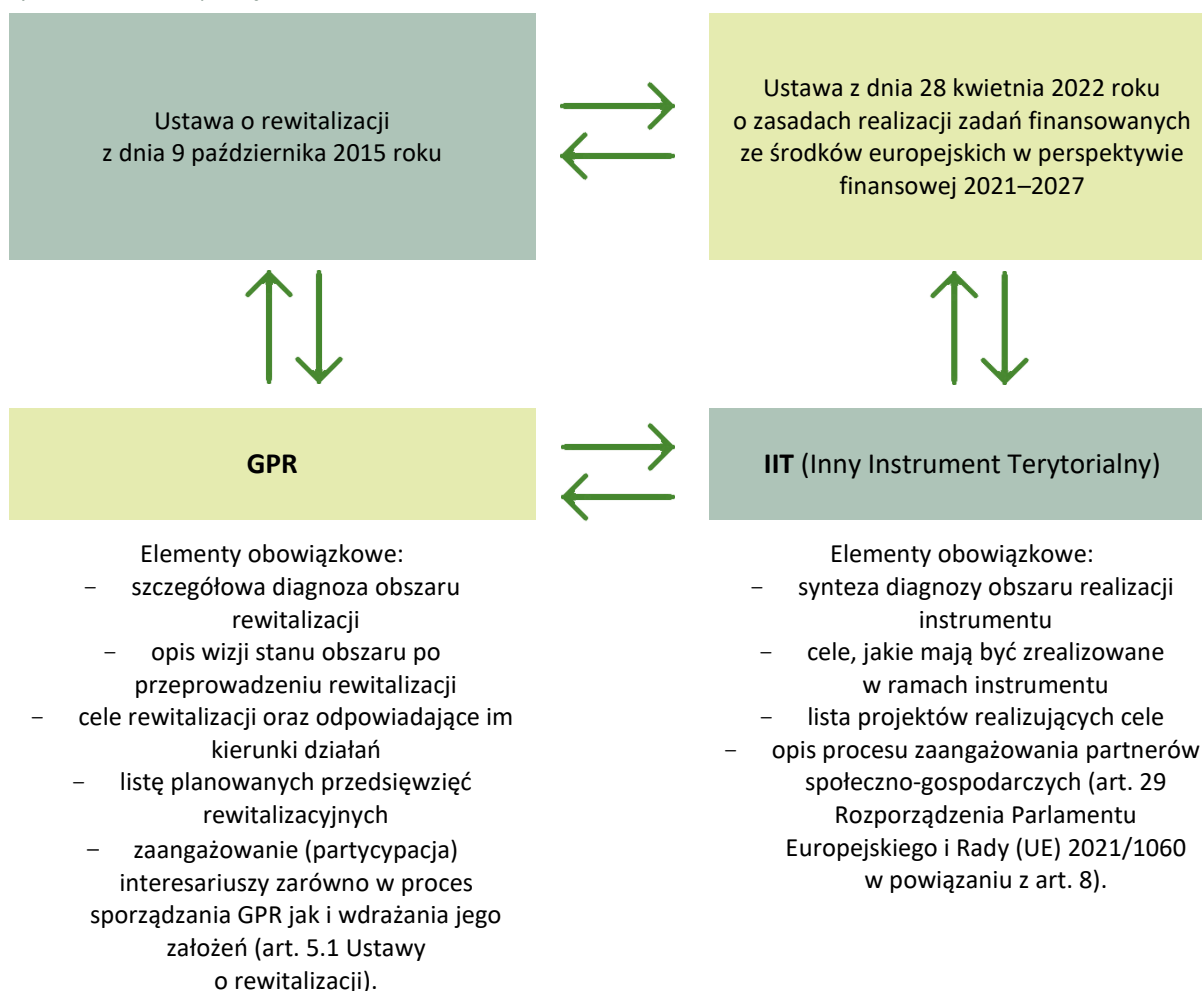 Ustawa o rewitalizacji
z dnia 9 października 2015 roku
Ustawa z dnia 28 kwietnia 2022 roku
o zasadach realizacji zadań finansowanych
ze środków europejskich w perspektywie
finansowej 2021–2027
GPR
IIT (Inny Instrument Terytorialny)
Elementy obowiązkowe:
– szczegółowa diagnoza obszaru
rewitalizacji
– opis wizji stanu obszaru po
przeprowadzeniu rewitalizacji
– cele rewitalizacji oraz odpowiadające im
kierunki działań
– listę planowanych przedsięwzięć
rewitalizacyjnych
– zaangażowanie (partycypacja)
interesariuszy zarówno w proces
sporządzania GPR jak i wdrażania jego
założeń (art. 5.1 Ustawy
o rewitalizacji).
Elementy obowiązkowe:
– synteza diagnozy obszaru realizacji
instrumentu
– cele, jakie mają być zrealizowane
w ramach instrumentu
– lista projektów realizujących cele
– opis procesu zaangażowania partnerów
społeczno-gospodarczych (art. 29
Rozporządzenia Parlamentu
Europejskiego i Rady (UE) 2021/1060
w powiązaniu z art. 8).